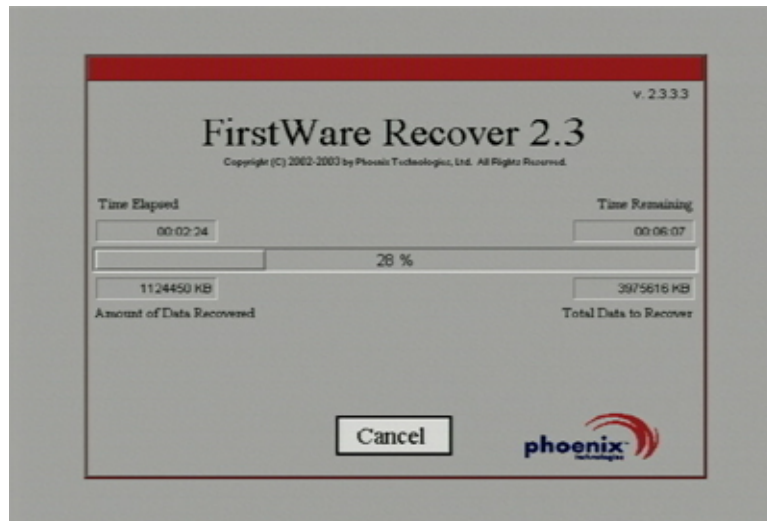 v. 2.3.3.3
FirstWare Recover 2.3
Copyright (C) 2002-2003 by Phoenix Technologies, Ltd. All Rights Reserved.
Time Elapsed
Time Remaining
00:02:24
00:06:07
28 %
1124450 KB
3975616 KB
Amount of Data Recovered
Total Data to Recover
Cancel
phoenix
technologies